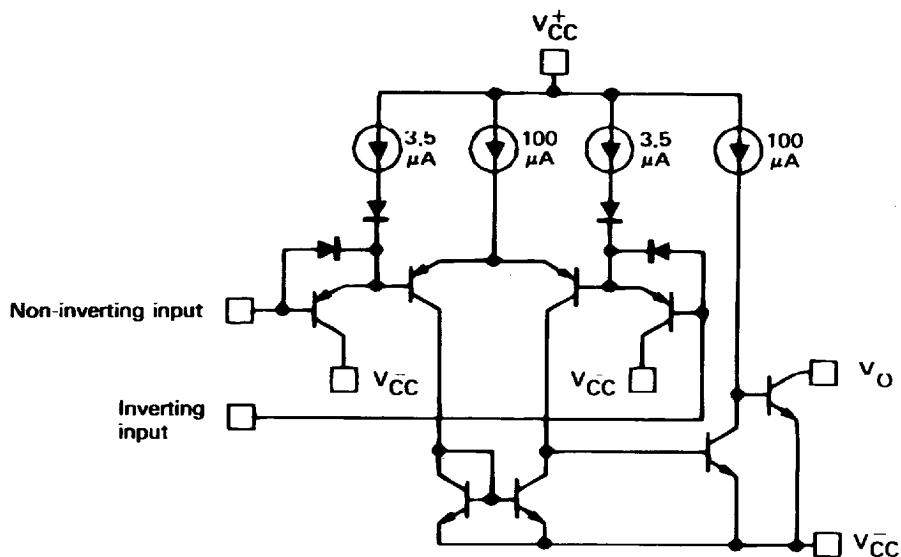 V⁺CC
3.5 μA
100 μA
3.5 μA
100 μA
Non-inverting input
V⁻CC
V⁻CC
VO
Inverting
input
V⁻CC